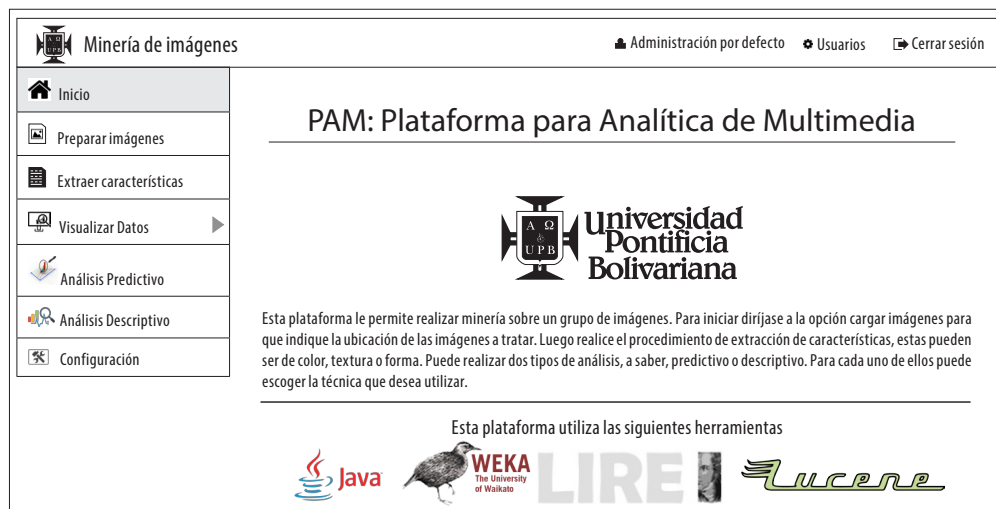 Minería de imágenes
Administración por defecto
Usuarios
Cerrar sesión
Inicio
Preparar imágenes
Extraer características
Visualizar Datos
Análisis Predictivo
Análisis Descriptivo
Configuración
PAM: Plataforma para Analítica de Multimedia
Α Ω
&
UPB
Universidad
Pontificia
Bolivariana
Esta plataforma le permite realizar minería sobre un grupo de imágenes. Para iniciar diríjase a la opción cargar imágenes para
que indique la ubicación de las imágenes a tratar. Luego realice el procedimiento de extracción de características, estas pueden
ser de color, textura o forma. Puede realizar dos tipos de análisis, a saber, predictivo o descriptivo. Para cada uno de ellos puede
escoger la técnica que desea utilizar.
Esta plataforma utiliza las siguientes herramientas
Java
WEKA
The University
of Waikato
LIRE
Lucene